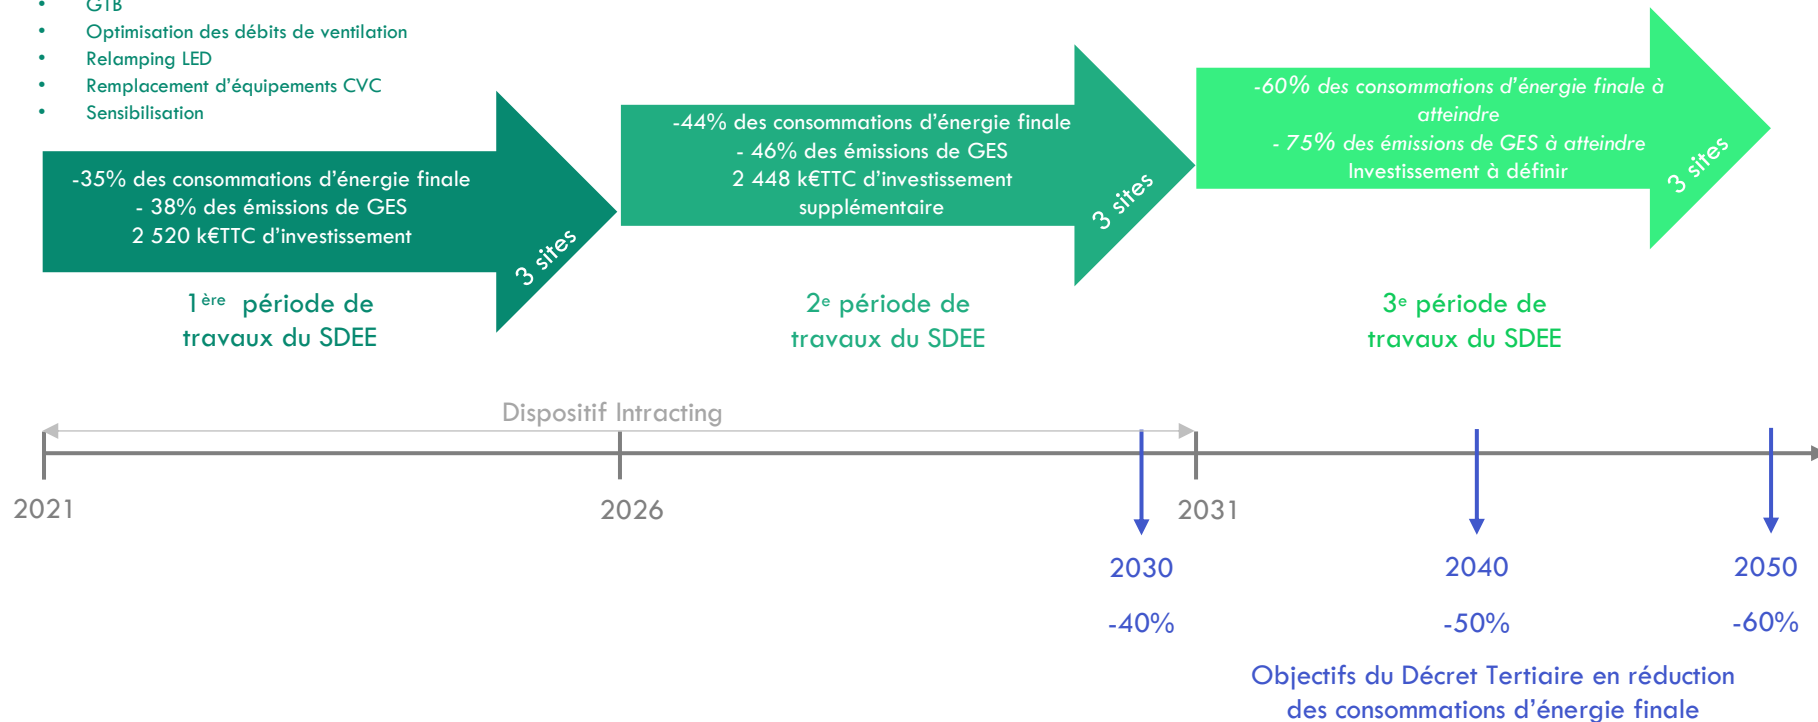 • GTB
• Optimisation des débits de ventilation
• Relamping LED
• Remplacement d'équipements CVC
• Sensibilisation
-35% des consommations d'énergie finale
- 38% des émissions de GES
2 520 k€TTC d'investissement
3 sites
-44% des consommations d'énergie finale
- 46% des émissions de GES
2 448 k€TTC d'investissement
supplémentaire
3 sites
-60% des consommations d'énergie finale à
atteindre
- 75% des émissions de GES à atteindre
Investissement à définir
3 sites
1ère période de
travaux du SDEE
2e période de
travaux du SDEE
3e période de
travaux du SDEE
Dispositif Intracting
2021
2026
2031
2030
2040
2050
-40%
-50%
-60%
Objectifs du Décret Tertiaire en réduction
des consommations d'énergie finale